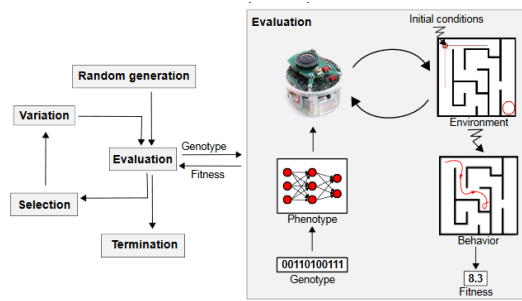 Random generation
Variation
Evaluation
Selection
Termination
Genotype
Fitness
Evaluation
Initial conditions
Environment
Phenotype
Behavior
00110100111
Genotype
8.3
Fitness